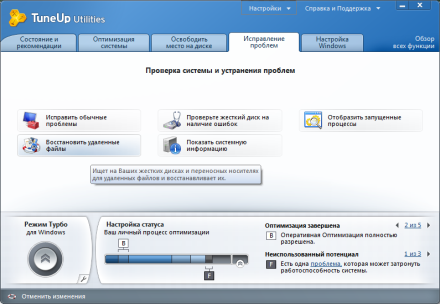 TuneUp Utilities
Настройки
Справка и Поддержка
Состояние и
рекомендации
Оптимизация
системы
Освободить
место на диске
Исправление
проблем
Настройка
Windows
Обзор
всех функции
Проверка системы и устранения проблем
Исправить обычные
проблемы
Проверьте жесткий диск на
наличие ошибок
Отобразить запущенные
процессы
Восстановить удаленные
файлы
Показать системную
информацию
Ищет на Ваших жестких дисках и переносных носителях
для удаленных файлов и восстанавливает их.
Режим Турбо
для Windows
Настройка статуса
Ваш личный процесс оптимизации
B
F
Оптимизация завершена
2 из 5
B Оперативная Оптимизация полностью
разрешена.
Неиспользованный потенциал
1 из 3
F Есть одна проблема, которая может затронуть
работоспособность системы.
Отменить изменения